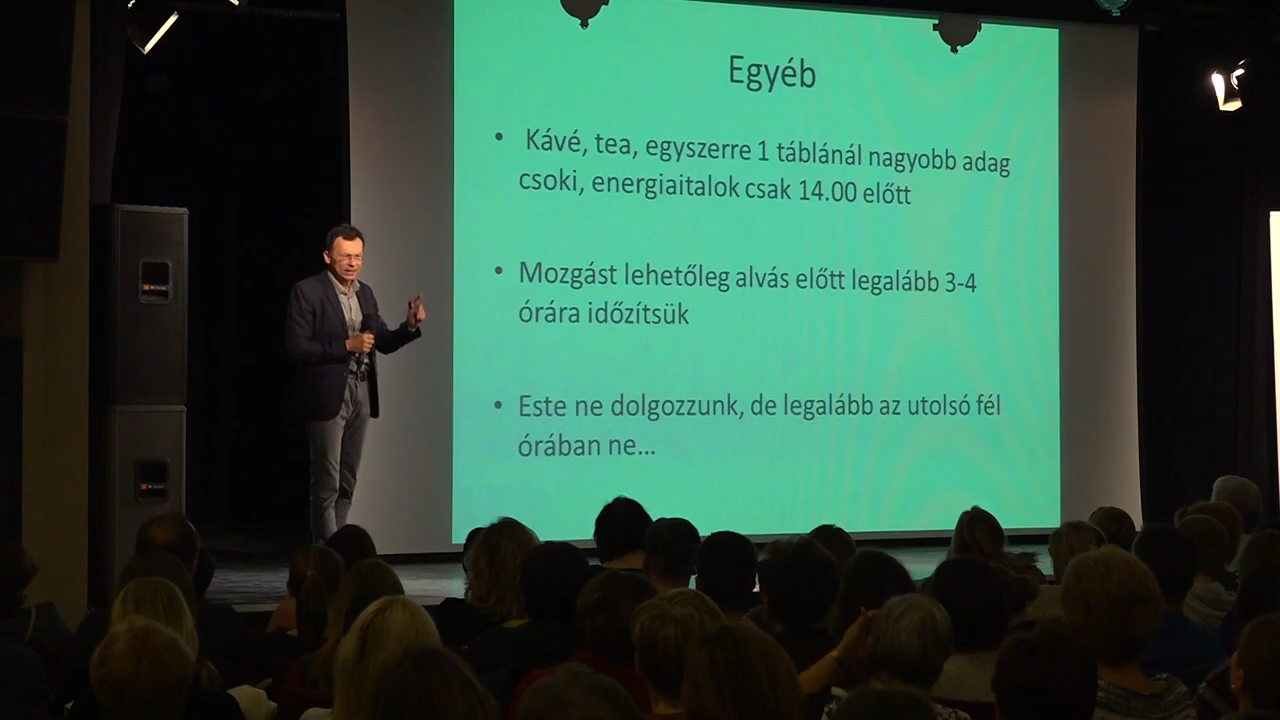 Egyéb
Kávé, tea, egyszerre 1 táblánál nagyobb adag
csoki, energiaitalok csak 14.00 előtt
Mozgást lehetőleg alvás előtt legalább 3-4
órára időzítsük
Este ne dolgozzunk, de legalább az utolsó fél
órában ne...